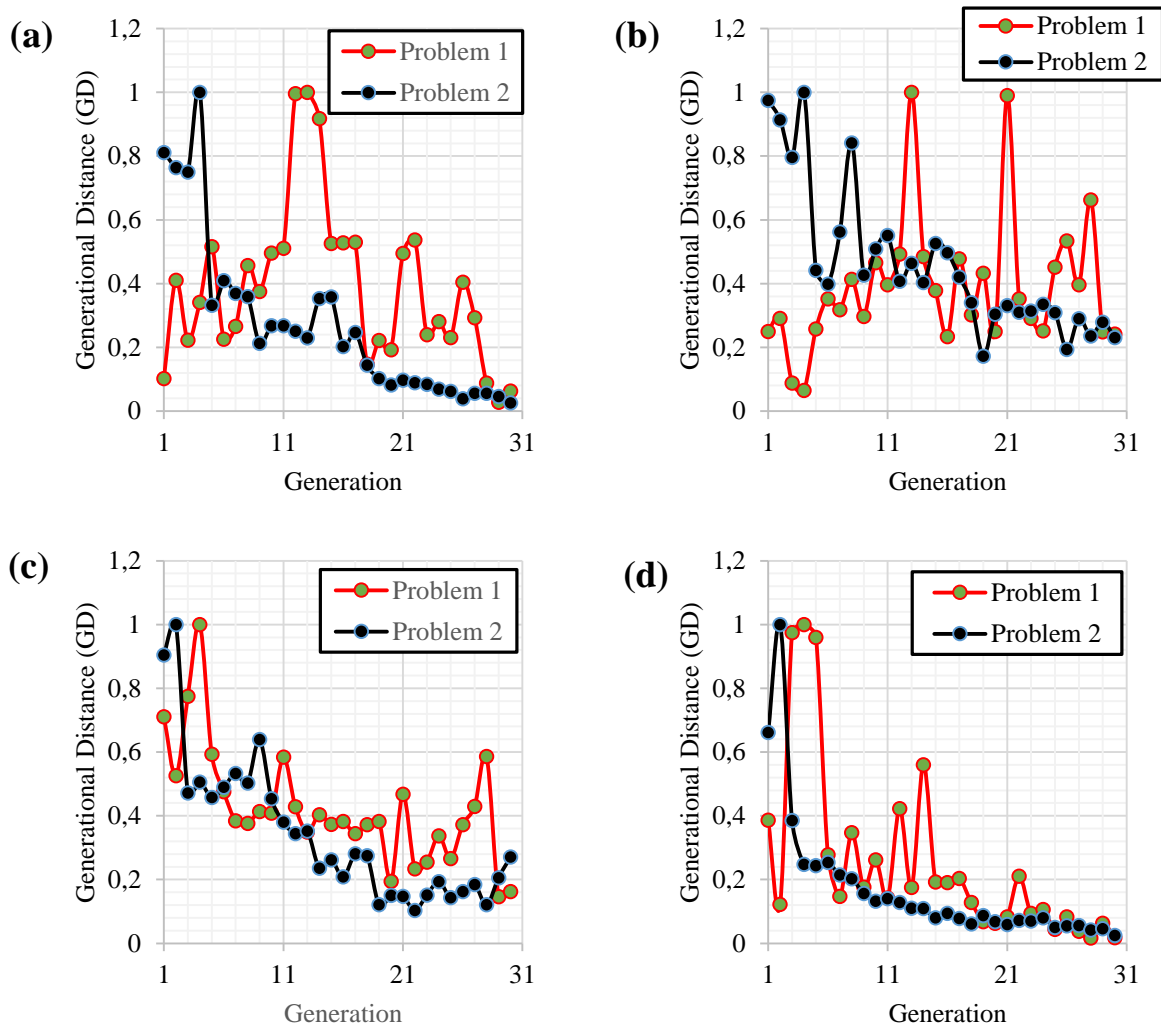 (a)
1,2
1
0,8
0,6
0,4
0,2
0
Generational Distance (GD)
Problem 1
Problem 2
1
11
21
31
Generation
(b)
1,2
1
0,8
0,6
0,4
0,2
0
Generational Distance (GD)
Problem 1
Problem 2
1
11
21
31
Generation
(c)
1,2
1
0,8
0,6
0,4
0,2
0
Generational Distance (GD)
Problem 1
Problem 2
1
11
21
31
Generation
(d)
1,2
1
0,8
0,6
0,4
0,2
0
Generational Distance (GD)
Problem 1
Problem 2
1
11
21
31
Generation